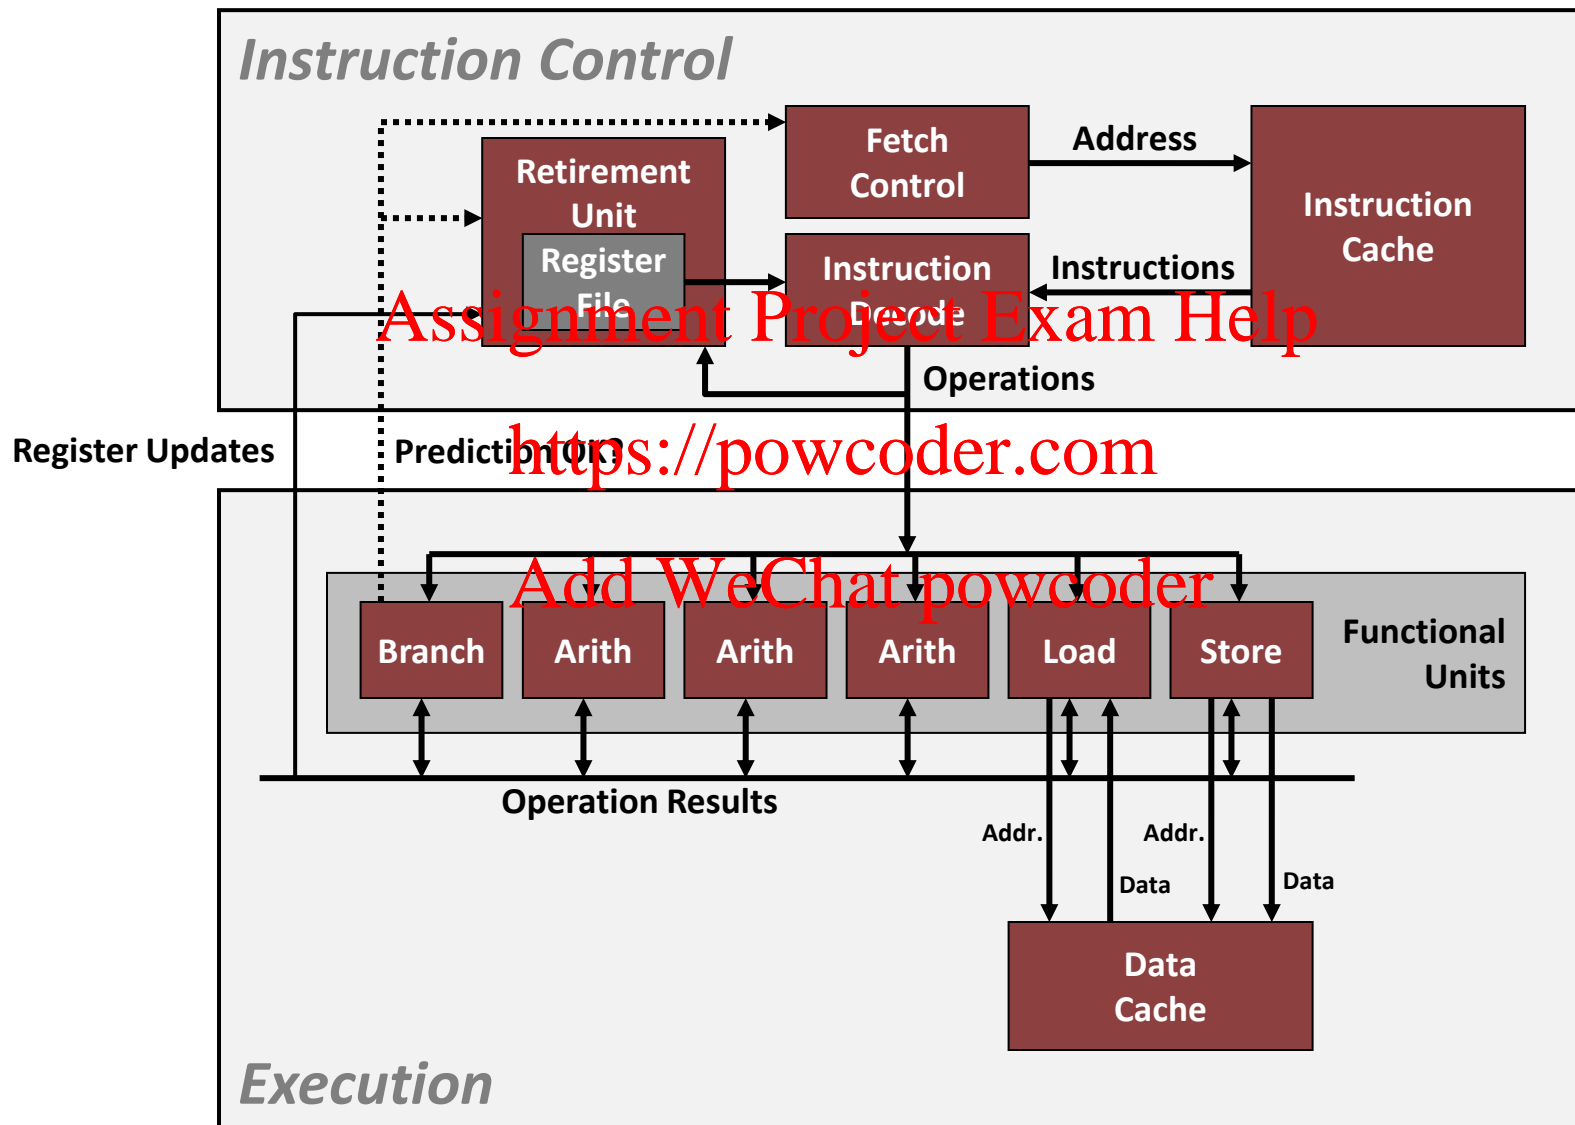 Instruction Control
Fetch
Control
Address
Instruction
Cache
Retirement
Unit
Register
File
Instruction
Decode
Instructions
Assignment Project Exam Help
Operations
Register Updates
Prediction OK?
https://powcoder.com
Add WeChat powcoder
Branch
Arith
Arith
Arith
Load
Store
Functional
Units
Operation Results
Addr.
Addr.
Data
Data
Data
Cache
Execution